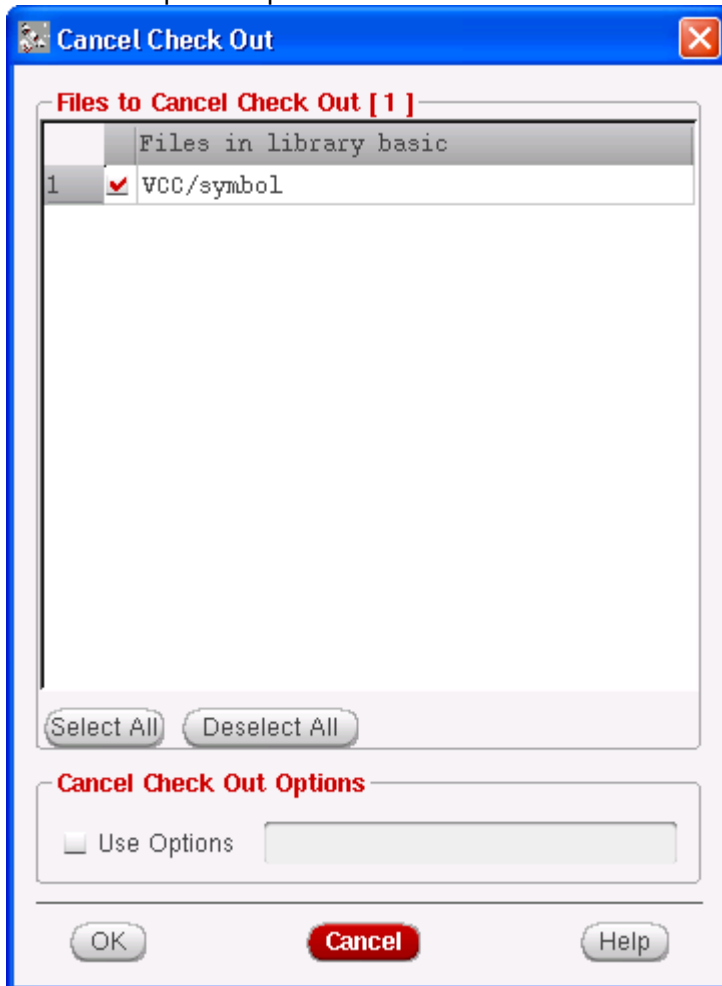 Cancel Check Out
Files to Cancel Check Out [ 1 ]
Files in library basic
1 VCC/symbol
Select All Deselect All
Cancel Check Out Options
Use Options
OK Cancel Help